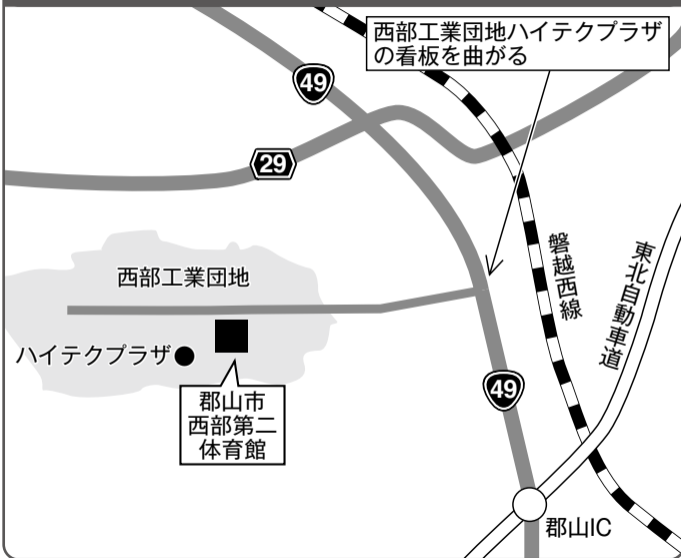 西部工業団地ハイテクプラザ
の看板を曲がる
49
29
磐越西線
東北自動車道
西部工業団地
ハイテクプラザ
郡山市
西部第二
体育館
49
郡山IC